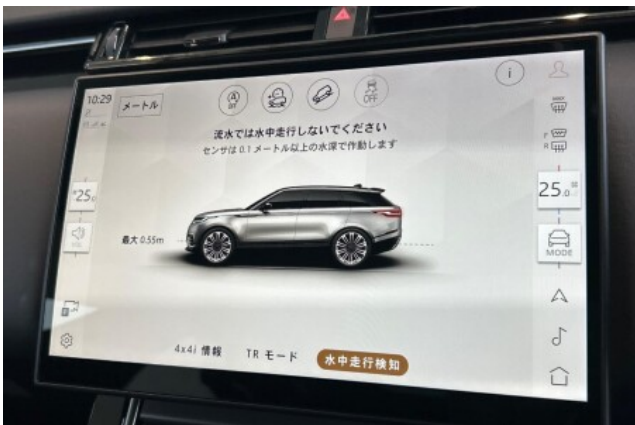 10:29
メートル
OFF
i
流水では水中走行しないでください
センサは 0.1 メートル以上の水深で作動します
F
R
25.0
25.0
MODE
最大 0.55m
4x4i 情報
TR モード
水中走行検知